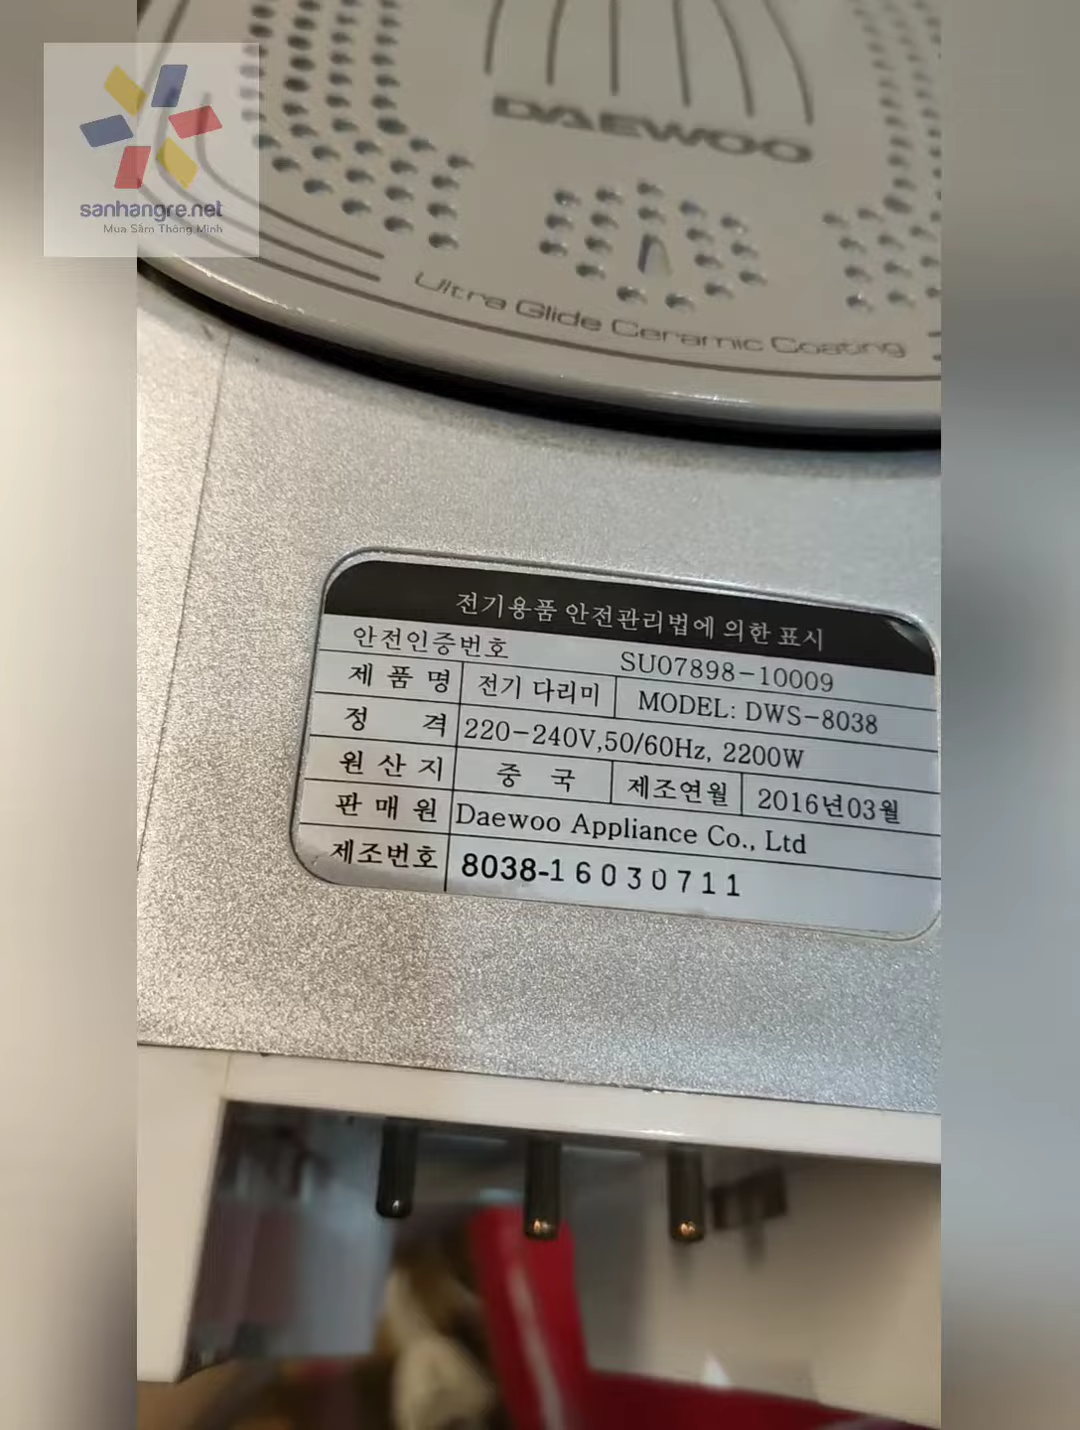 sanhangre.net
Mua Sắm Thông Minh
DAEWOO
Ultra Glide Ceramic Coating
전기용품 안전관리법에 의한 표시
안전인증번호 SU07898-10009
제 품 명 전기 다리미 MODEL: DWS-8038
정 격 220-240V,50/60Hz, 2200W
원 산 지 중 국 제조연월 2016년03월
판 매 원 Daewoo Appliance Co., Ltd
제조번호 8038-16030711